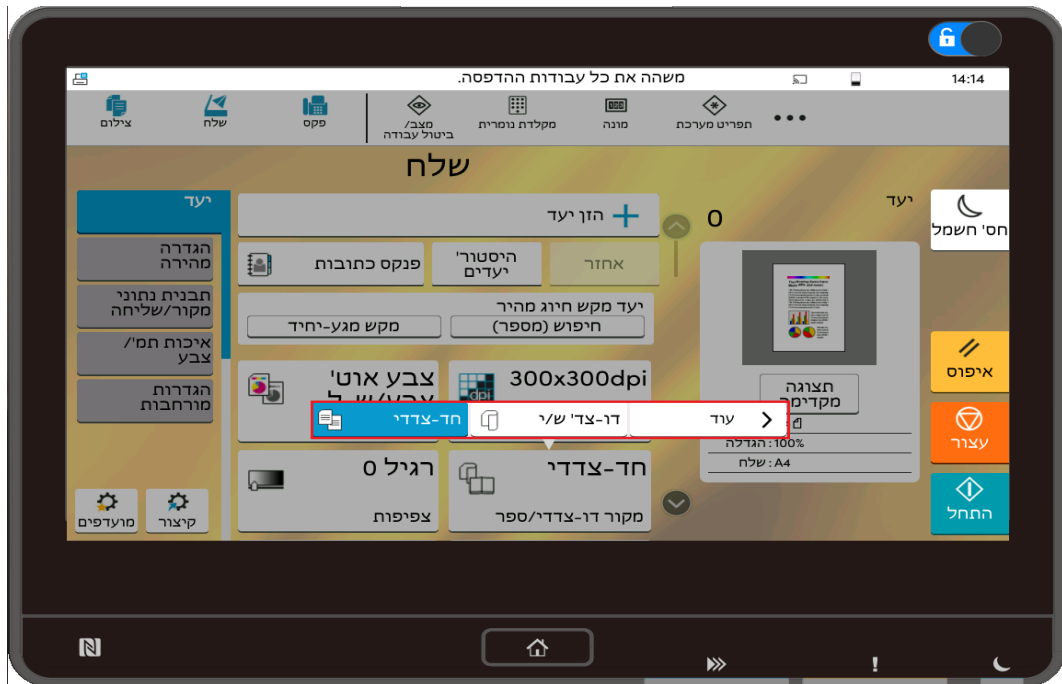 משהה את כל עבודות ההדפסה.
14:14
תפריט מערכת
מונה
מקלדת נומרית
מצב/
ביטול עבודה
פקס
שלח
צילום
שלח
יעד
0
חס' חשמל
איפוס
עצור
התחל
תצוגה
מקדימה
100% : הגדלה
A4 : שלח
הזן יעד
אחזר
היסטור'
יעדים
פנקס כתובות
יעד מקש חיוג מהיר
חיפוש (מספר)
מקש מגע-יחיד
300x300dpi
dpi
צבע אוט'
עוד
דו-צד' ש/י
חד-צדדי
חד-צדדי
מקור דו-צדדי/ספר
רגיל 0
צפיפות
יעד
הגדרה
מהירה
תבנית נתוני
מקור/שליחה
איכות תמ'/
צבע
הגדרות
מורחבות
קיצור
מועדפים